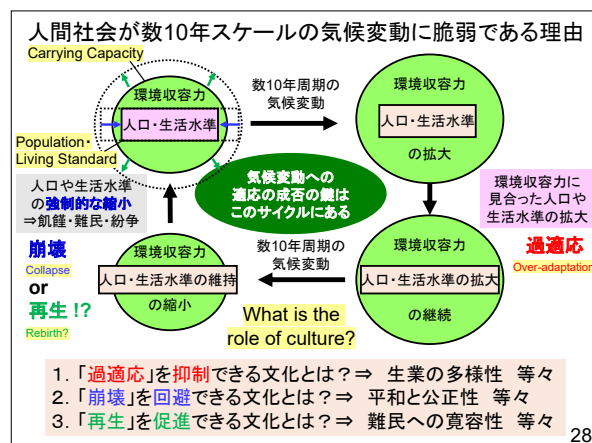 人間社会が数10年スケールの気候変動に脆弱である理由
Carrying Capacity
環境収容力
人口・生活水準
Population・
Living Standard
数10年周期の
気候変動
環境収容力
人口・生活水準
の拡大
気候変動への
適応の成否の鍵は
このサイクルにある
人口や生活水準
の強制的な縮小
⇒飢饉・難民・紛争
環境収容力に
見合った人口や
生活水準の拡大
崩壊
Collapse
or
再生!?
Rebirth?
環境収容力
人口・生活水準の維持
の縮小
数10年周期の
気候変動
What is the
role of culture?
環境収容力
人口・生活水準の拡大
の継続
過適応
Over-adaptation
1. 「過適応」を抑制できる文化とは?⇒ 生業の多様性 等々
2. 「崩壊」を回避できる文化とは?⇒ 平和と公正性 等々
3. 「再生」を促進できる文化とは?⇒ 難民への寛容性 等々
28